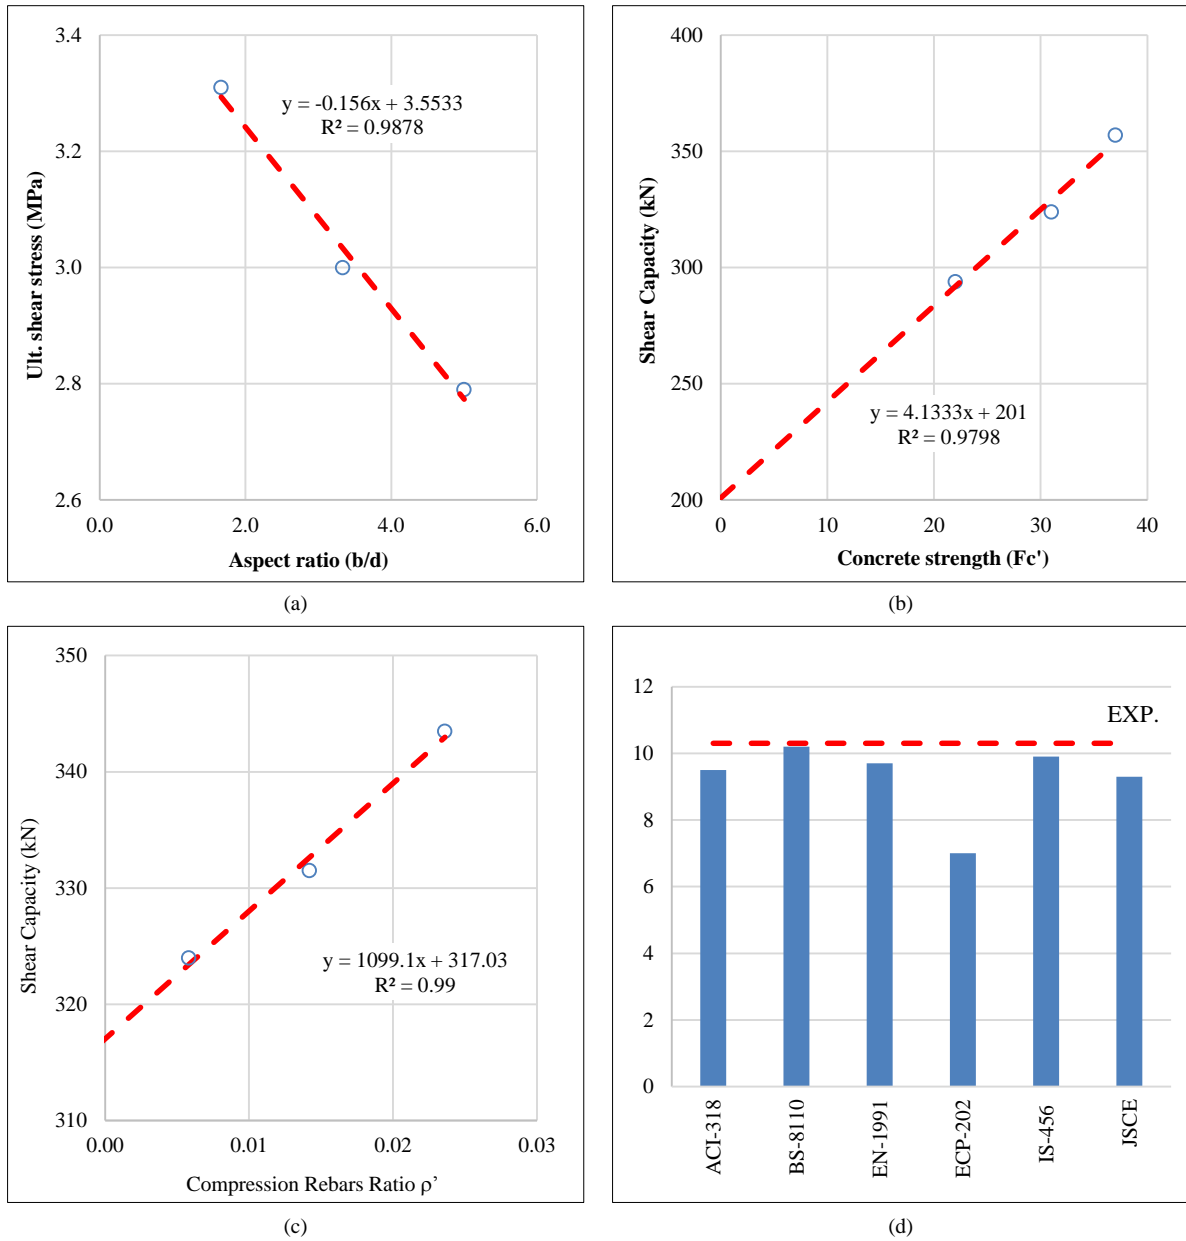 3.4
3.2
3.0
2.8
2.6
0.0 2.0 4.0 6.0
Ult. shear stress (MPa)
Aspect ratio (b/d)
y = -0.156x + 3.5533
R² = 0.9878
(a)
400
350
300
250
200
0 10 20 30 40
Shear Capacity (kN)
Concrete strength (Fc')
y = 4.1333x + 201
R² = 0.9798
(b)
350
340
330
320
310
0.00 0.01 0.02 0.03
Shear Capacity (kN)
Compression Rebars Ratio ρ’
y = 1099.1x + 317.03
R² = 0.99
(c)
12
10
8
6
4
2
0
EXP.
ACI-318
BS-8110
EN-1991
ECP-202
IS-456
JSCE
(d)